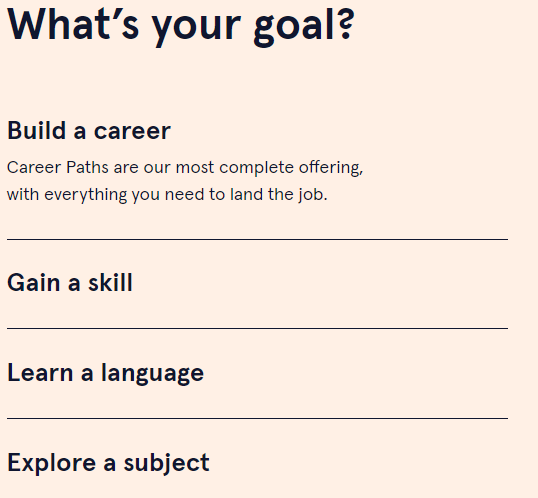 What’s your goal?
Build a career
Career Paths are our most complete offering,
with everything you need to land the job.
Gain a skill
Learn a language
Explore a subject